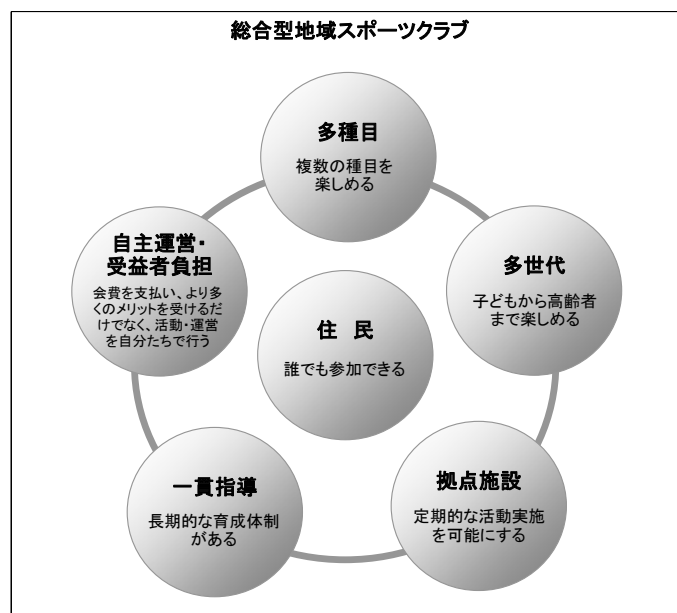 総合型地域スポーツクラブ
多種目
複数の種目を
楽しめる
多世代
子どもから高齢者
まで楽しめる
拠点施設
定期的な活動実施
を可能にする
一貫指導
長期的な育成体制
がある
自主運営・
受益者負担
会費を支払い、より多
くのメリットを受けるだ
けでなく、活動・運営
を自分たちで行う
住　民
誰でも参加できる